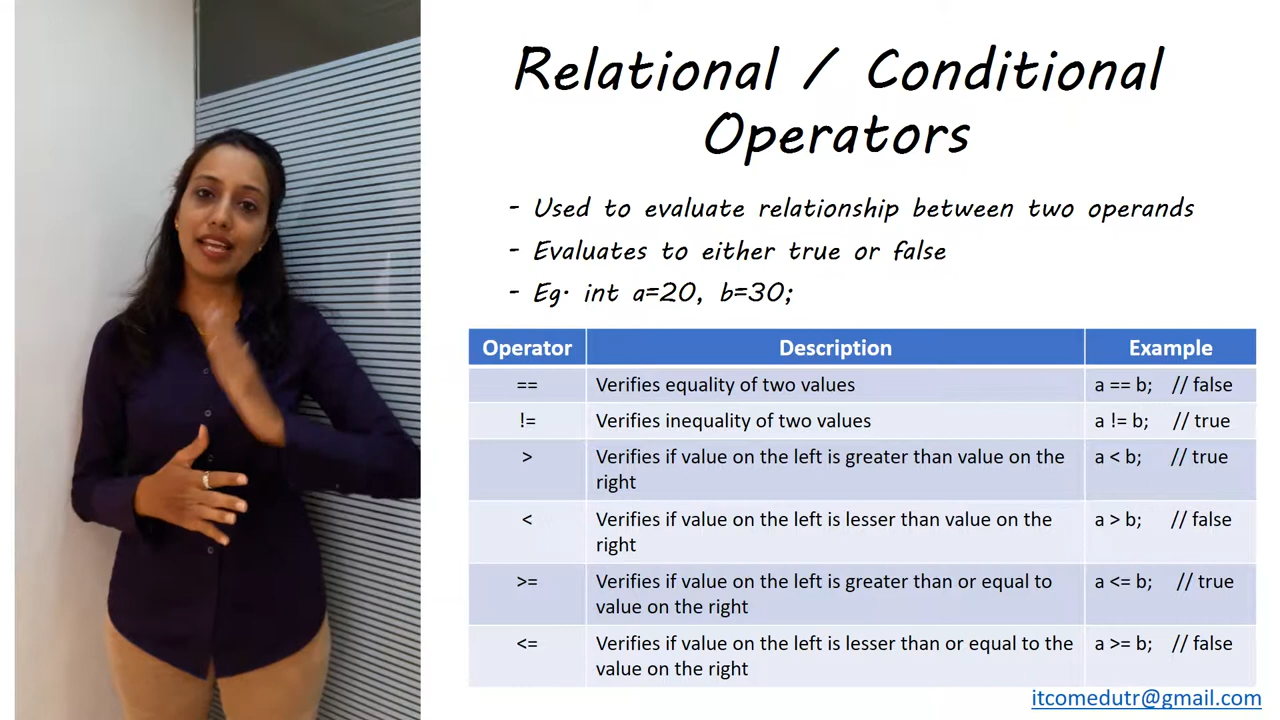 Relational / Conditional
Operators
- Used to evaluate relationship between two operands
- Evaluates to either true or false
- Eg. int a=20, b=30;
Operator Description Example
== Verifies equality of two values a == b; // false
!= Verifies inequality of two values a != b; // true
> Verifies if value on the left is greater than value on the a < b; // true
right
< Verifies if value on the left is lesser than value on the a > b; // false
right
>= Verifies if value on the left is greater than or equal to a <= b; // true
value on the right
<= Verifies if value on the left is lesser than or equal to the a >= b; // false
value on the right
itcomedutr@gmail.com